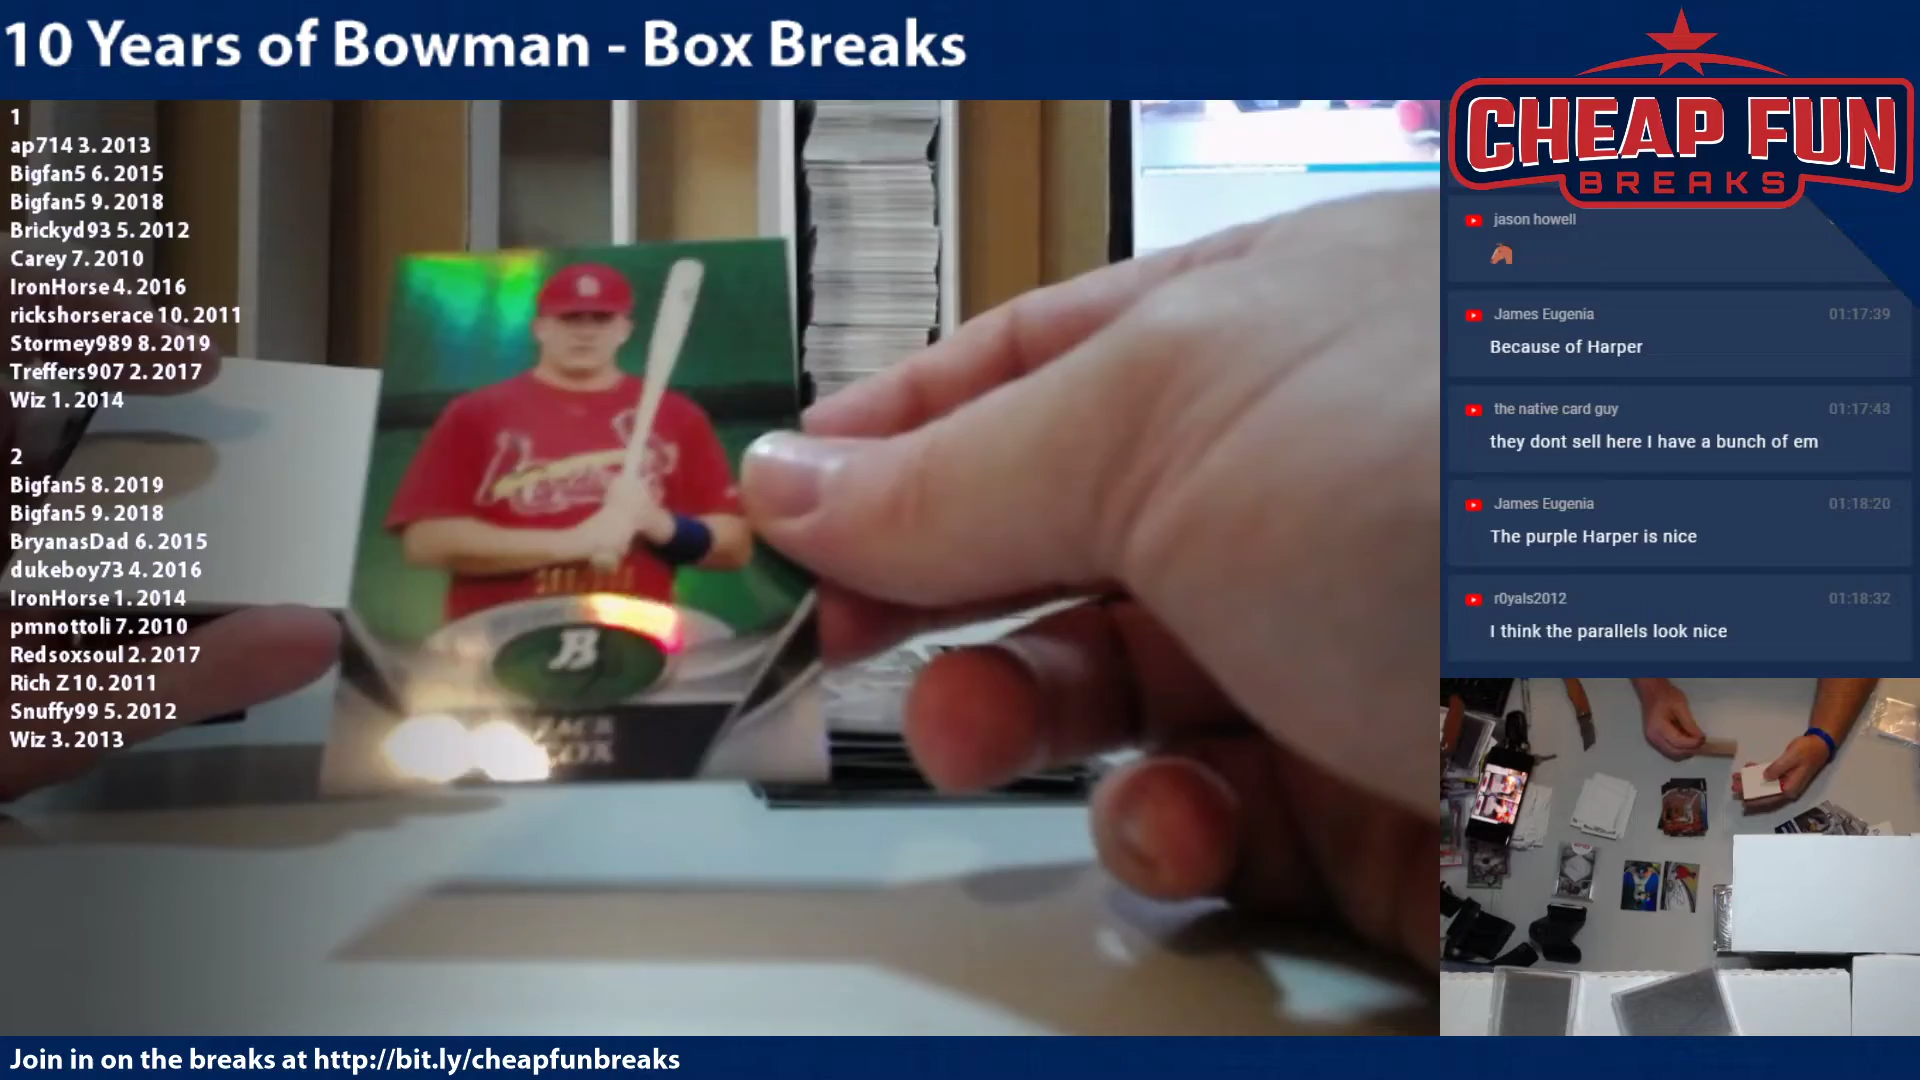 10 Years of Bowman - Box Breaks
CHEAP FUN
BREAKS
1
ap714 3. 2013
Bigfan5 6. 2015
Bigfan5 9. 2018
Brickyd93 5. 2012
Carey 7. 2010
IronHorse 4. 2016
rickshorserace 10. 2011
Stormey989 8. 2019
Treffers907 2. 2017
Wiz 1. 2014
2
Bigfan5 8. 2019
Bigfan5 9. 2018
BryanasDad 6. 2015
dukeboy73 4. 2016
IronHorse 1. 2014
pmnottoli 7. 2010
Redsoxsoul 2. 2017
Rich Z 10. 2011
Snuffy99 5. 2012
Wiz 3. 2013
Cardinals
B
ZACK
COX
jason howell
James Eugenia 01:17:39
Because of Harper
the native card guy 01:17:43
they dont sell here I have a bunch of em
James Eugenia 01:18:20
The purple Harper is nice
r0yals2012 01:18:32
I think the parallels look nice
Join in on the breaks at http://bit.ly/cheapfunbreaks